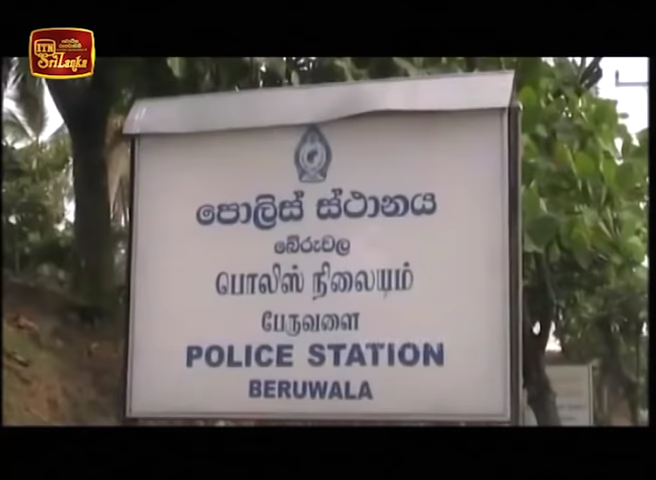 ITN
Sri Lanka
පොලිස් ස්ථානය
බේරුවල
பொலிஸ் நிலையம்
பேருவளை
POLICE STATION
BERUWALA